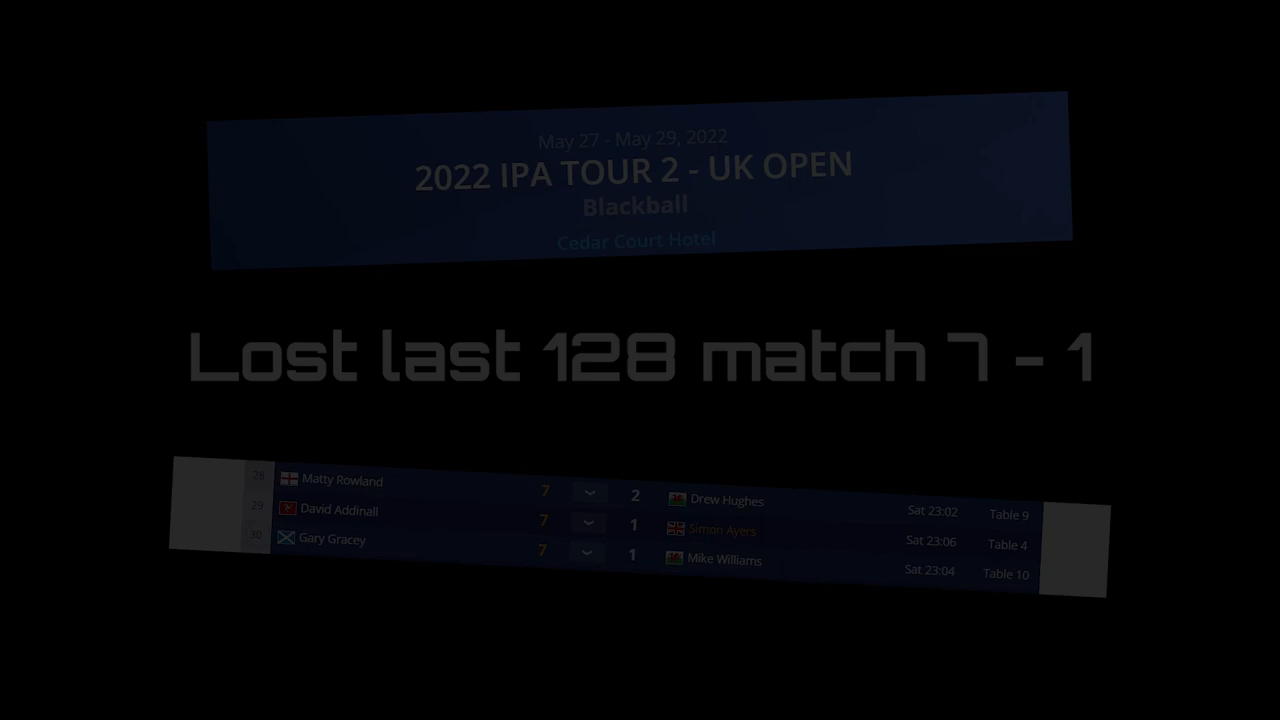 May 27 - May 29, 2022
2022 IPA TOUR 2 - UK OPEN
Blackball
Cedar Court Hotel
Lost last 128 match 7 - 1
28 Matty Rowland 7 2 Drew Hughes Sat 23:02 Table 9
29 David Addinall 7 1 Simon Ayers Sat 23:06 Table 4
30 Gary Gracey 7 1 Mike Williams Sat 23:04 Table 10